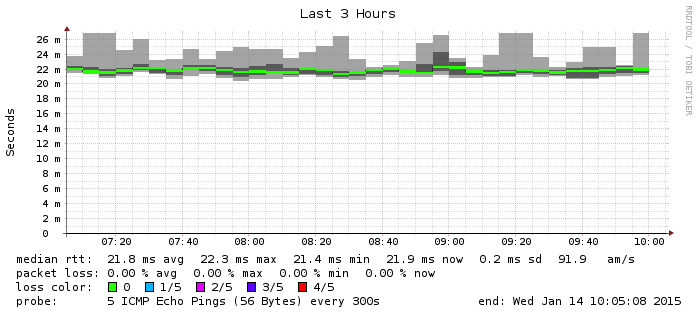 Last 3 Hours
RRDTOOL / TOBI OETIKER
Seconds
26 m
24 m
22 m
20 m
18 m
16 m
14 m
12 m
10 m
8 m
6 m
4 m
2 m
0
07:20 07:40 08:00 08:20 08:40 09:00 09:20 09:40 10:00
median rtt: 21.8 ms avg 22.3 ms max 21.4 ms min 21.9 ms now 0.2 ms sd 91.9 am/s
packet loss: 0.00 % avg 0.00 % max 0.00 % min 0.00 % now
loss color: 0 1/5 2/5 3/5 4/5
probe: 5 ICMP Echo Pings (56 Bytes) every 300s end: Wed Jan 14 10:05:08 2015